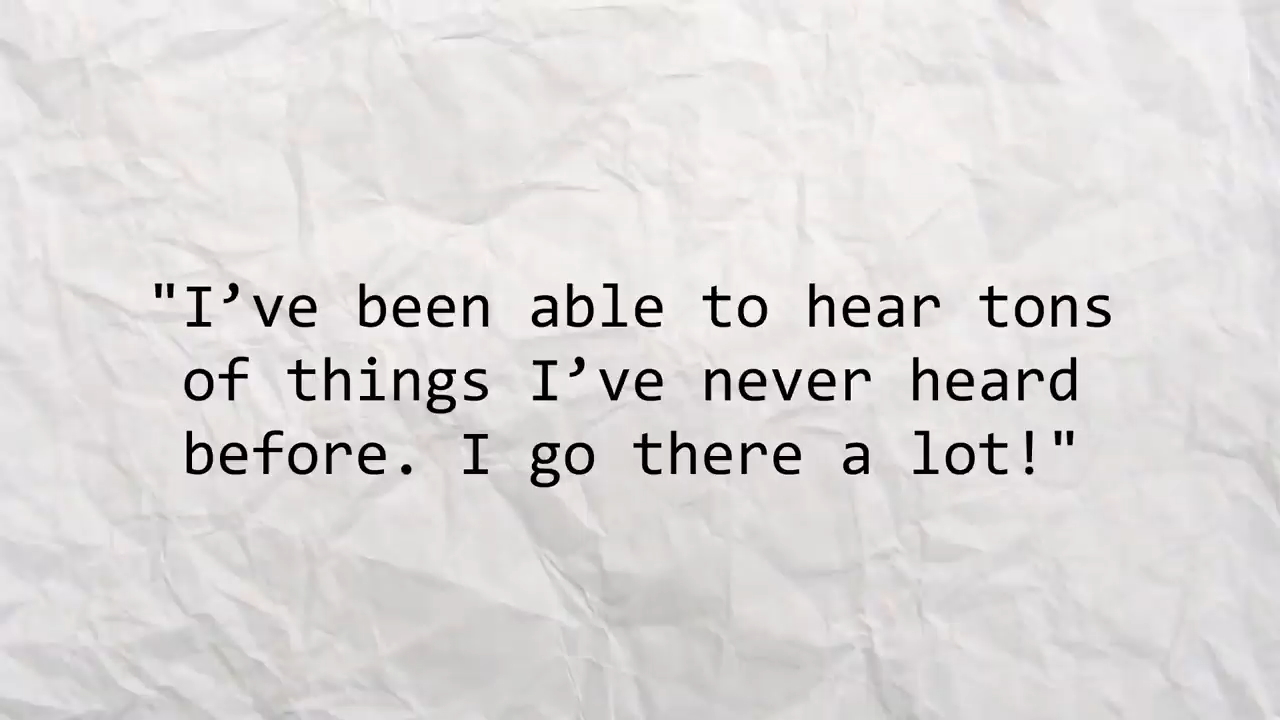 "I’ve been able to hear tons
of things I’ve never heard
before. I go there a lot!"